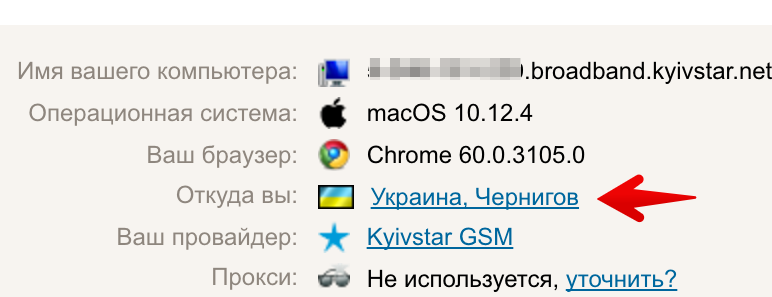 Имя вашего компьютера: .broadband.kyivstar.net
Операционная система: macOS 10.12.4
Ваш браузер: Chrome 60.0.3105.0
Откуда вы: Украина, Чернигов
Ваш провайдер: Kyivstar GSM
Прокси: Не используется, уточнить?